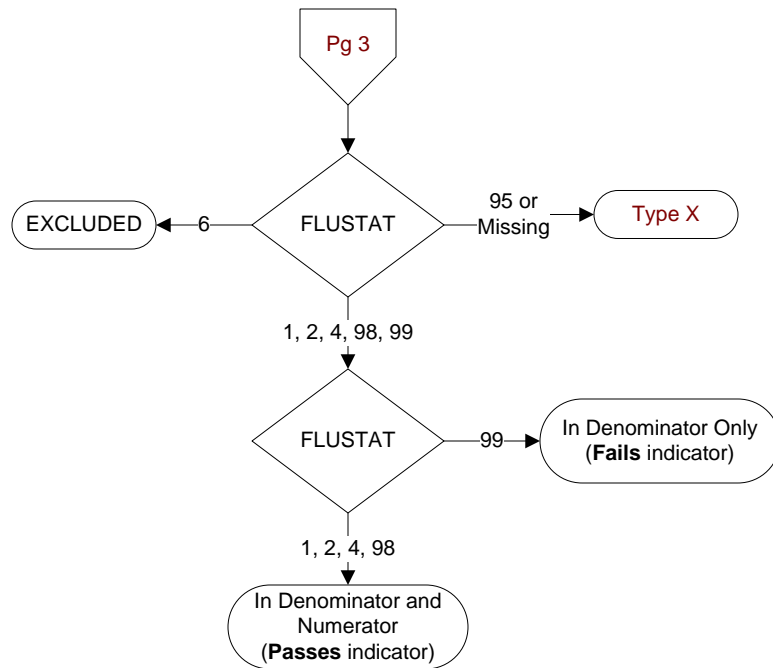 Pg 3
FLUSTAT
EXCLUDED
6
95 or
Missing
Type X
1, 2, 4, 98, 99
FLUSTAT
99
In Denominator Only
(Fails indicator)
1, 2, 4, 98
In Denominator and
Numerator
(Passes indicator)